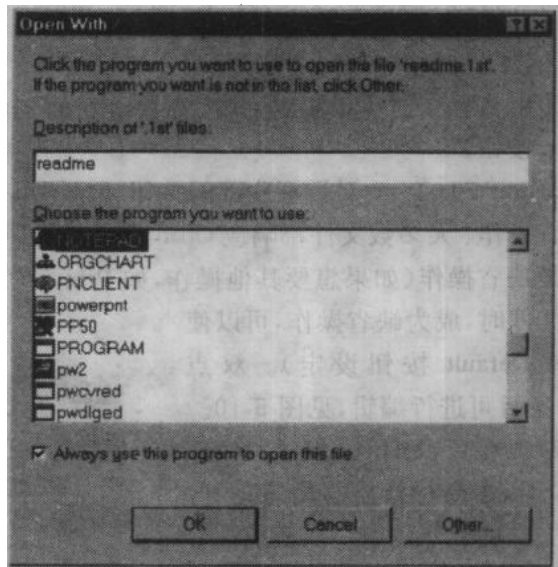 Open With
Click the program you want to use to open the file 'readme.1st'.
If the program you want is not in the list, click Other.
Description of '.1st' files:
readme
Choose the program you want to use:
NOTEPAD
ORGCHART
PNCLIENT
powerpnt
PP50
PROGRAM
pw2
pwcvred
pwdlged
Always use this program to open this file
OK
Cancel
Other...